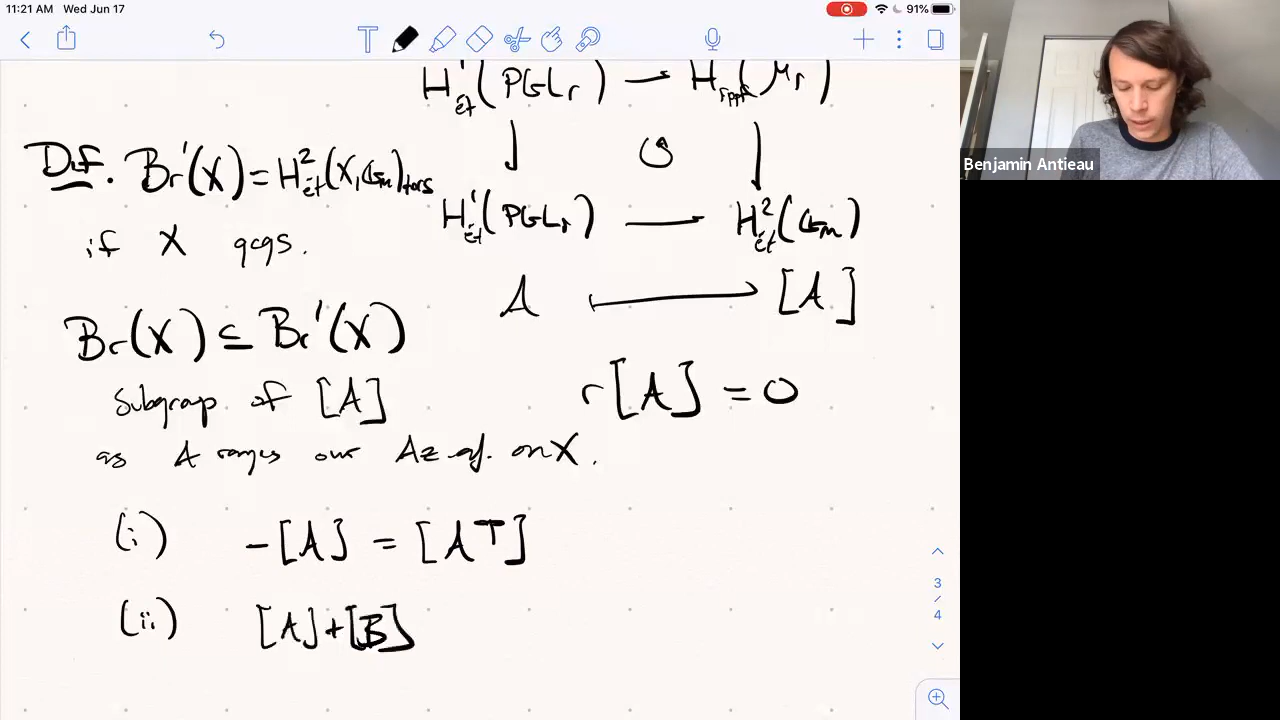 11:21 AM Wed Jun 17
91%
T
H¹ét(PGLr) → Hfppf(μr)
Def. Br'(X) = H²ét(X, Gm)tors
if X qcqs.
H¹ét(PGLr) → H²ét(Gm)
A ↦ [A]
Br(X) ⊆ Br'(X)
subgroup of [A]
r[A] = 0
as A ranges over Az alg. on X.
(i) -[A] = [AT]
(ii) [A]+[B]
3
/
4
Benjamin Antieau